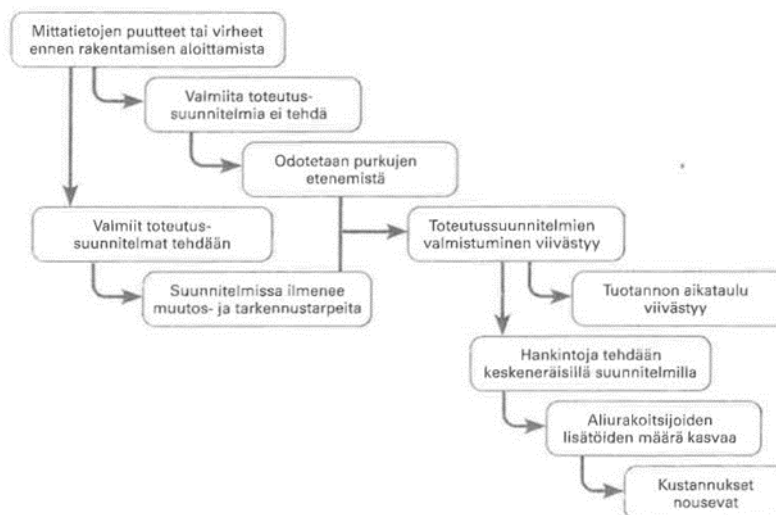 Mittatietojen puutteet tai virheet
ennen rakentamisen aloittamista
Valmiita toteutus-
suunnitelmia ei tehdä
Odotetaan purkujen
etenemistä
Valmiit toteutus-
suunnitelmat tehdään
Toteutussuunnitelmien
valmistuminen viivästyy
Suunnitelmissa ilmenee
muutos- ja tarkennustarpeita
Tuotannon aikataulu
viivästyy
Hankintoja tehdään
keskeneräisillä suunnitelmilla
Aliurakoitsijoiden
lisätöiden määrä kasvaa
Kustannukset
nousevat